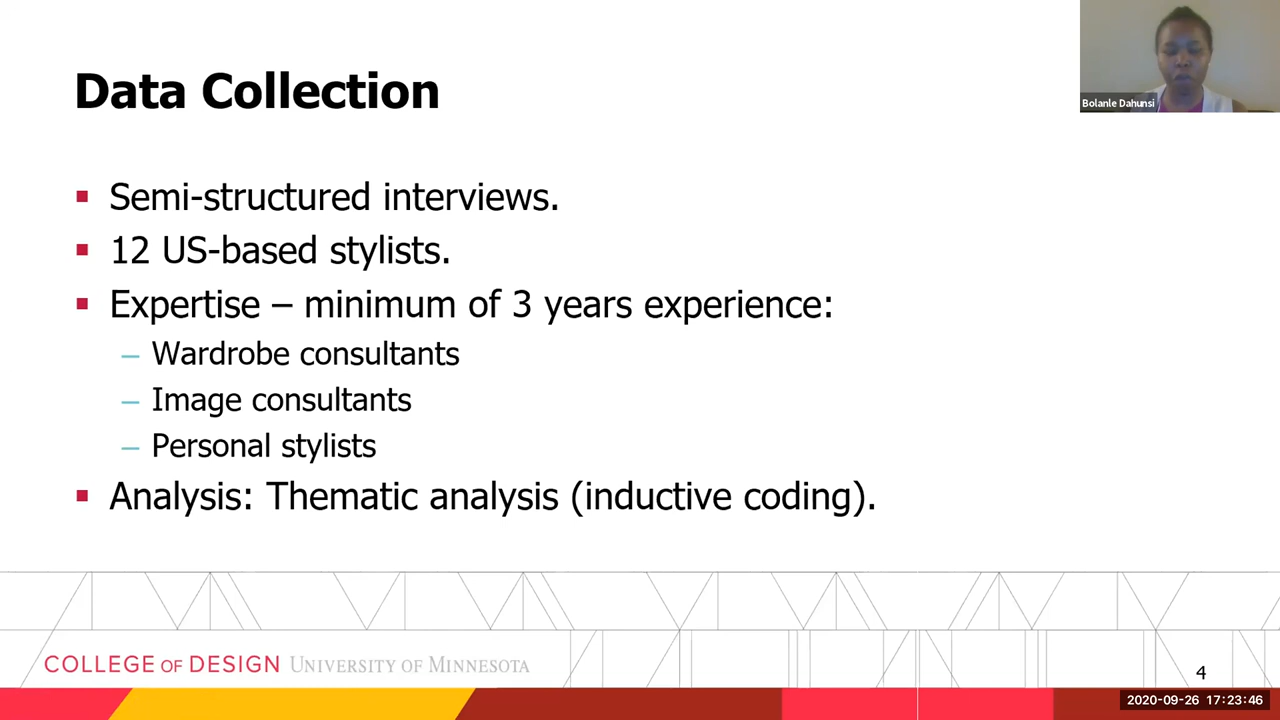 Data Collection
Bolanle Dahunsi
▪ Semi-structured interviews.
▪ 12 US-based stylists.
▪ Expertise – minimum of 3 years experience:
– Wardrobe consultants
– Image consultants
– Personal stylists
▪ Analysis: Thematic analysis (inductive coding).
COLLEGE OF DESIGN UNIVERSITY OF MINNESOTA
4
2020-09-26 17:23:46